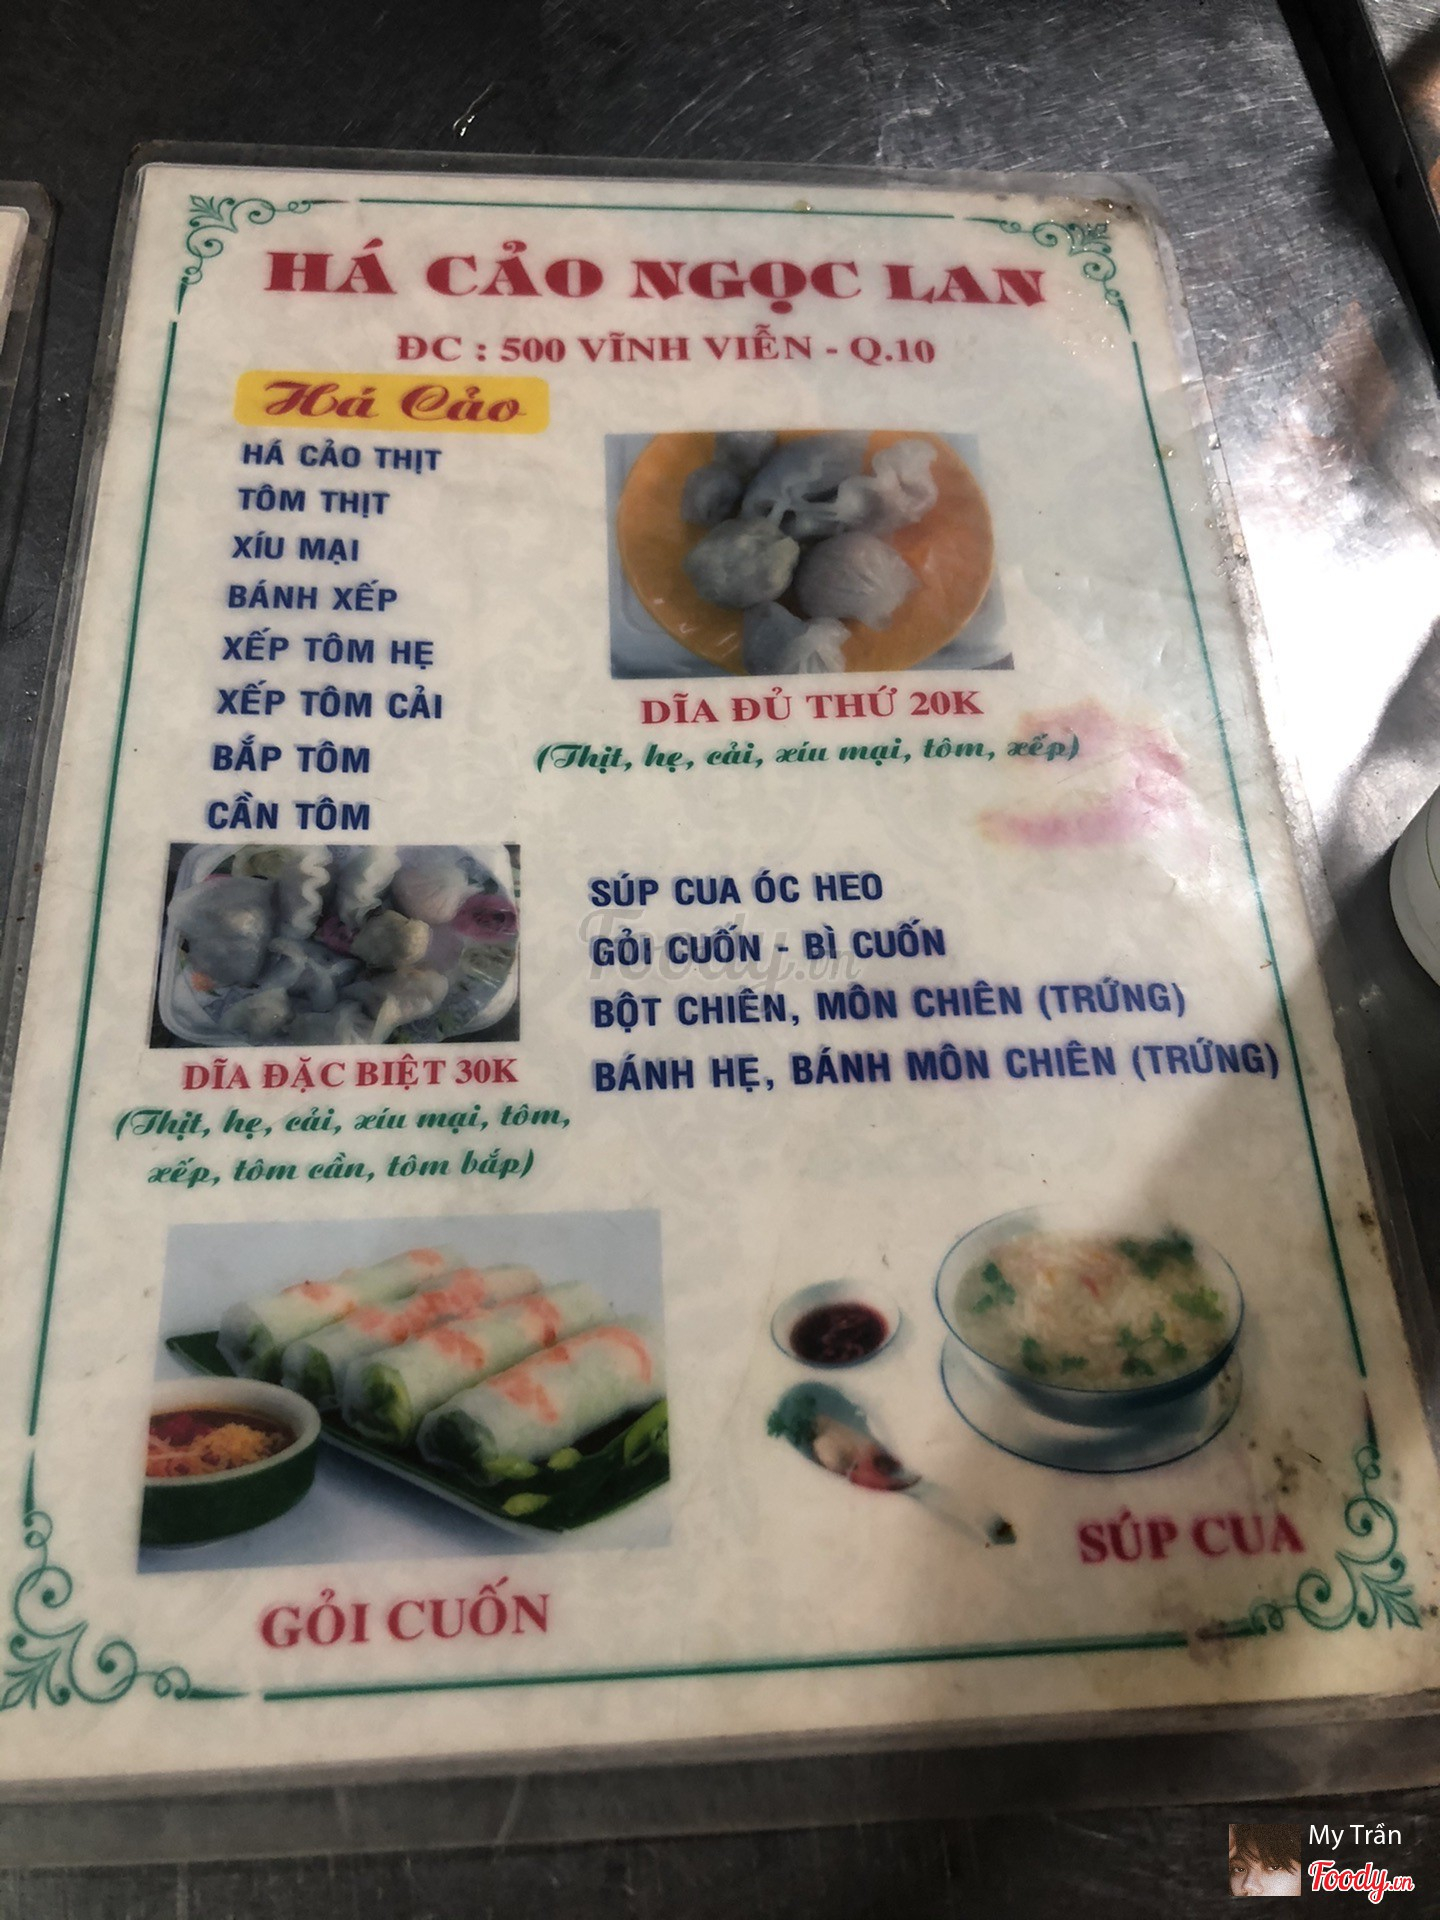 HÁ CẢO NGỌC LAN
ĐC : 500 VĨNH VIỄN - Q.10
Há Cảo
HÁ CẢO THỊT
TÔM THỊT
XÍU MẠI
BÁNH XẾP
XẾP TÔM HẸ
XẾP TÔM CẢI
BẮP TÔM
CẦN TÔM
DĨA ĐỦ THỨ 20K
(Thịt, hẹ, cải, xíu mại, tôm, xếp)
DĨA ĐẶC BIỆT 30K
(Thịt, hẹ, cải, xíu mại, tôm,
xếp, tôm cần, tôm bắp)
SÚP CUA ÓC HEO
GỎI CUỐN - BÌ CUỐN
BỘT CHIÊN, MÔN CHIÊN (TRỨNG)
BÁNH HẸ, BÁNH MÔN CHIÊN (TRỨNG)
Foody.vn
GỎI CUỐN
SÚP CUA
My Trần
Foody.vn